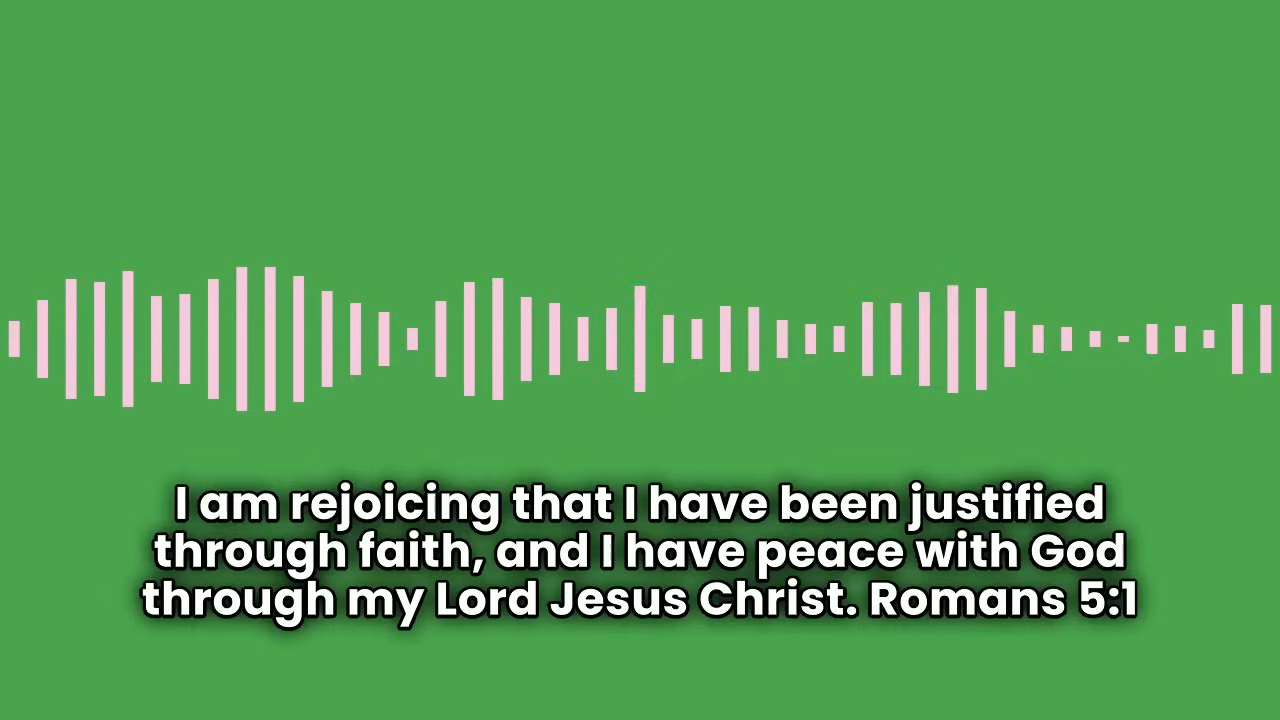 I am rejoicing that I have been justified
through faith, and I have peace with God
through my Lord Jesus Christ. Romans 5:1